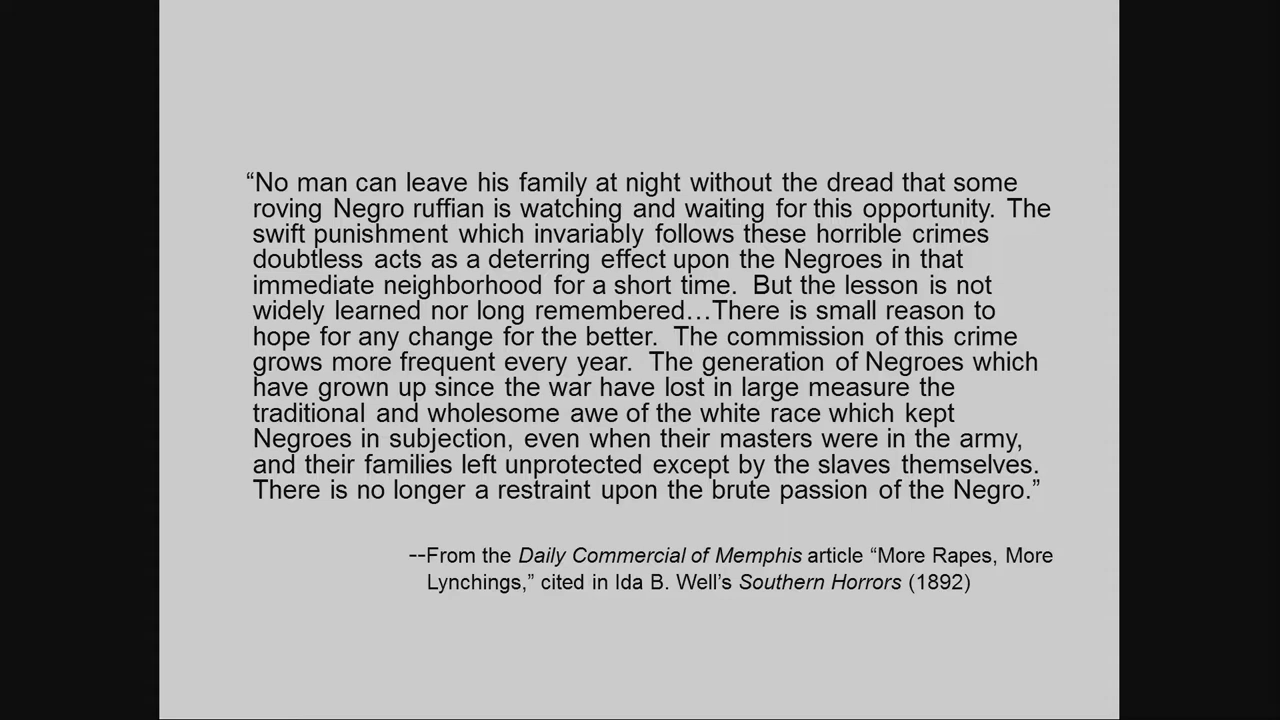 “No man can leave his family at night without the dread that some
roving Negro ruffian is watching and waiting for this opportunity. The
swift punishment which invariably follows these horrible crimes
doubtless acts as a deterring effect upon the Negroes in that
immediate neighborhood for a short time. But the lesson is not
widely learned nor long remembered…There is small reason to
hope for any change for the better. The commission of this crime
grows more frequent every year. The generation of Negroes which
have grown up since the war have lost in large measure the
traditional and wholesome awe of the white race which kept
Negroes in subjection, even when their masters were in the army,
and their families left unprotected except by the slaves themselves.
There is no longer a restraint upon the brute passion of the Negro.”
--From the Daily Commercial of Memphis article “More Rapes, More
Lynchings,” cited in Ida B. Well’s Southern Horrors (1892)